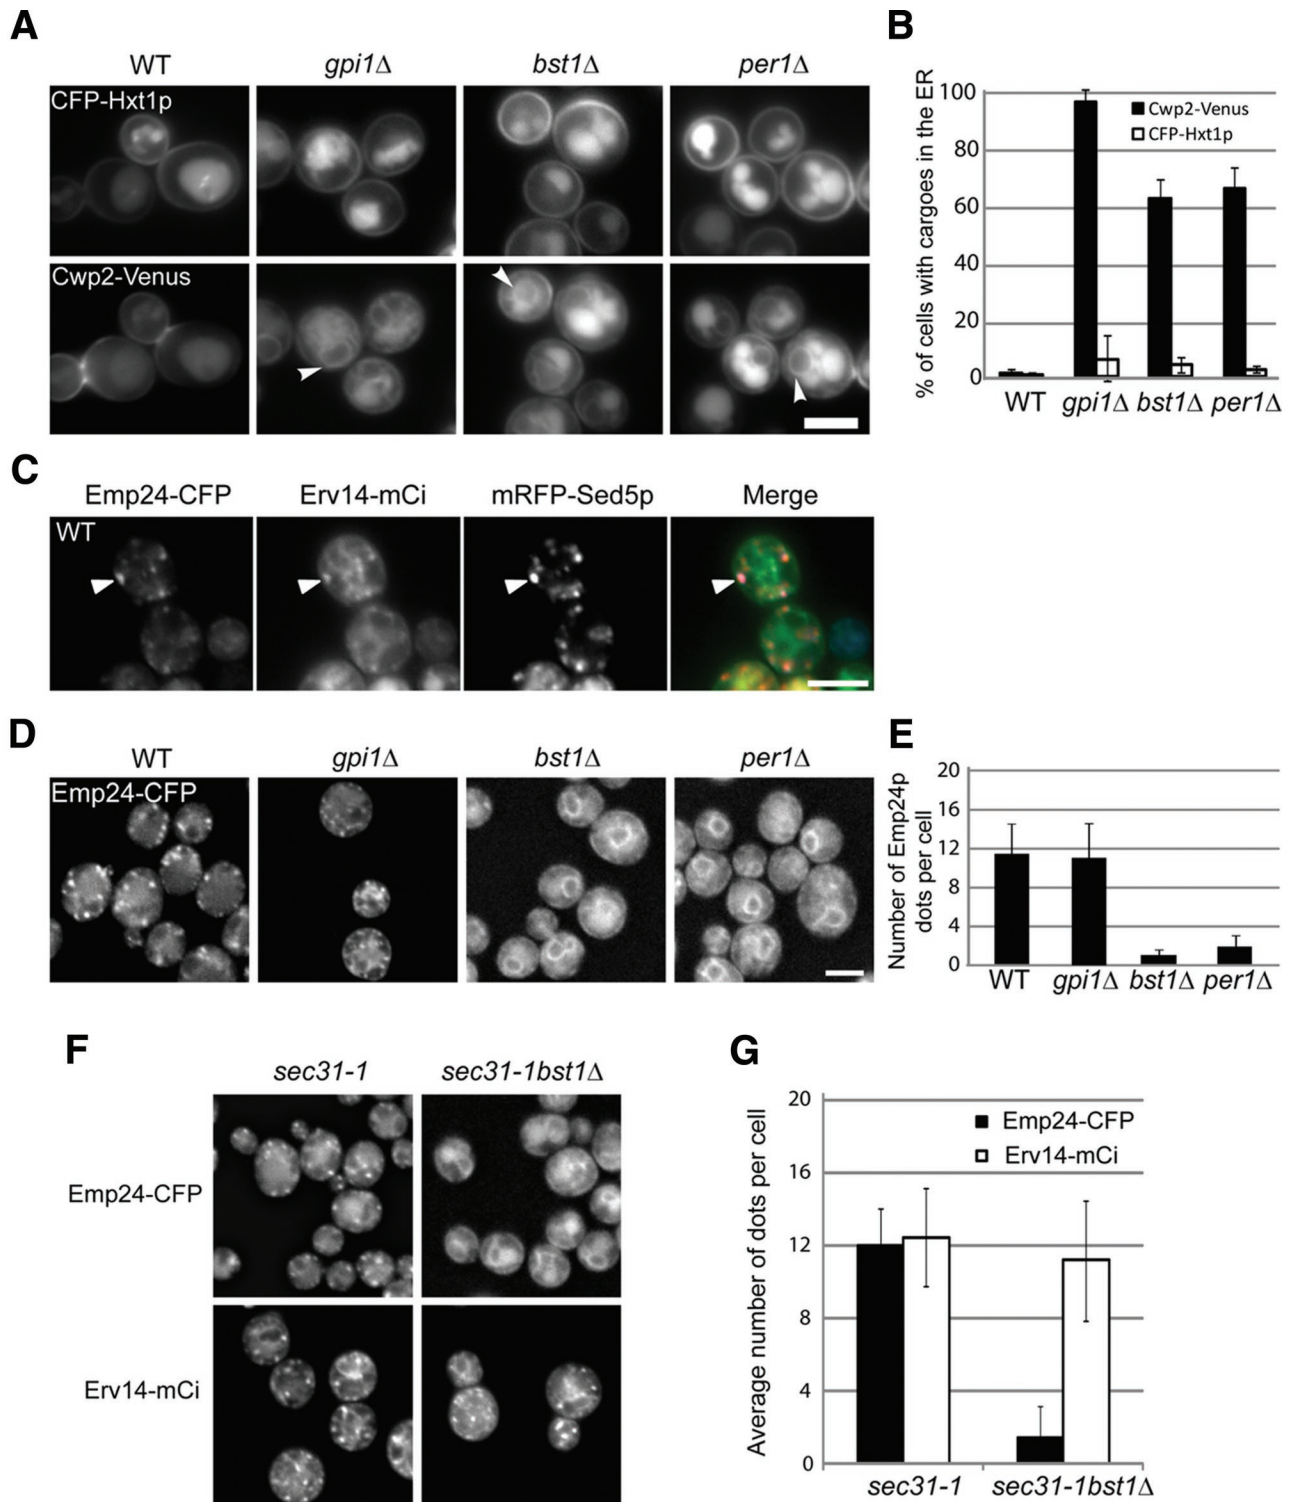 A
WT gpi1Δ bst1Δ per1Δ
CFP-Hxt1p
Cwp2-Venus
B
% of cells with cargoes in the ER
100
80
60
40
20
0
Cwp2-Venus
CFP-Hxt1p
WT gpi1Δ bst1Δ per1Δ
C
Emp24-CFP Erv14-mCi mRFP-Sed5p Merge
WT
D
WT gpi1Δ bst1Δ per1Δ
Emp24-CFP
E
Number of Emp24p
dots per cell
20
16
12
8
4
0
WT gpi1Δ bst1Δ per1Δ
F
sec31-1 sec31-1bst1Δ
Emp24-CFP
Erv14-mCi
G
Average number of dots per cell
20
16
12
8
4
0
Emp24-CFP
Erv14-mCi
sec31-1 sec31-1bst1Δ